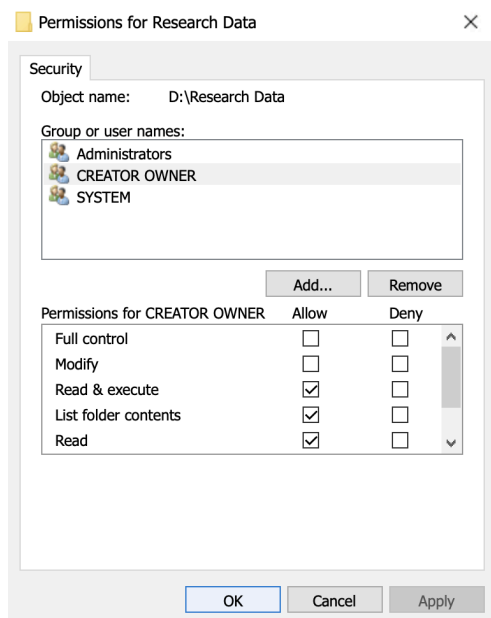 Permissions for Research Data
Security
Object name: D:\Research Data
Group or user names:
Administrators
CREATOR OWNER
SYSTEM
Add... Remove
Permissions for CREATOR OWNER Allow Deny
Full control
Modify
Read & execute
List folder contents
Read
OK Cancel Apply